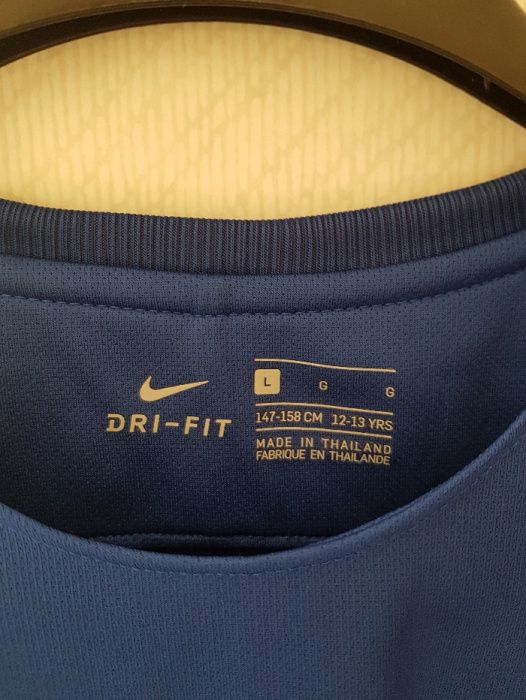 DRI-FIT
L G G
147-158 CM 12-13 YRS
MADE IN THAILAND
FABRIQUE EN THAILANDE